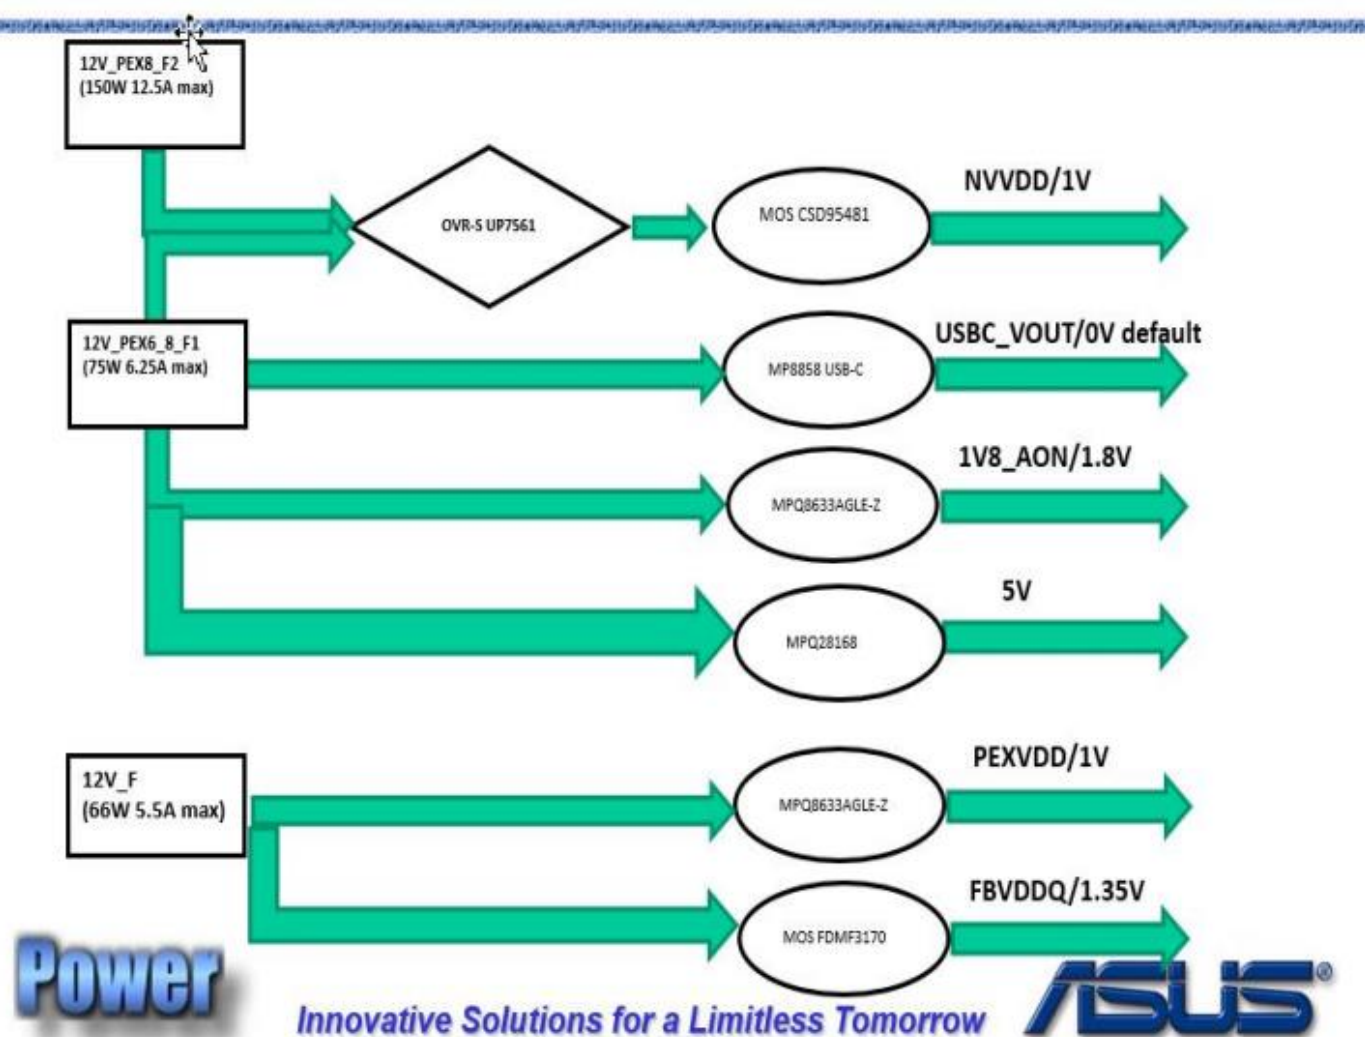 12V_PEX8_F2
(150W 12.5A max)
OVR-S UP7561
MOS CSD95481
NVVDD/1V
12V_PEX6_8_F1
(75W 6.25A max)
MP8858 USB-C
USBC_VOUT/0V default
MPQ8633AGLE-Z
1V8_AON/1.8V
MPQ28168
5V
12V_F
(66W 5.5A max)
MPQ8633AGLE-Z
PEXVDD/1V
MOS FDMF3170
FBVDDQ/1.35V
Power
Innovative Solutions for a Limitless Tomorrow
ASUS®